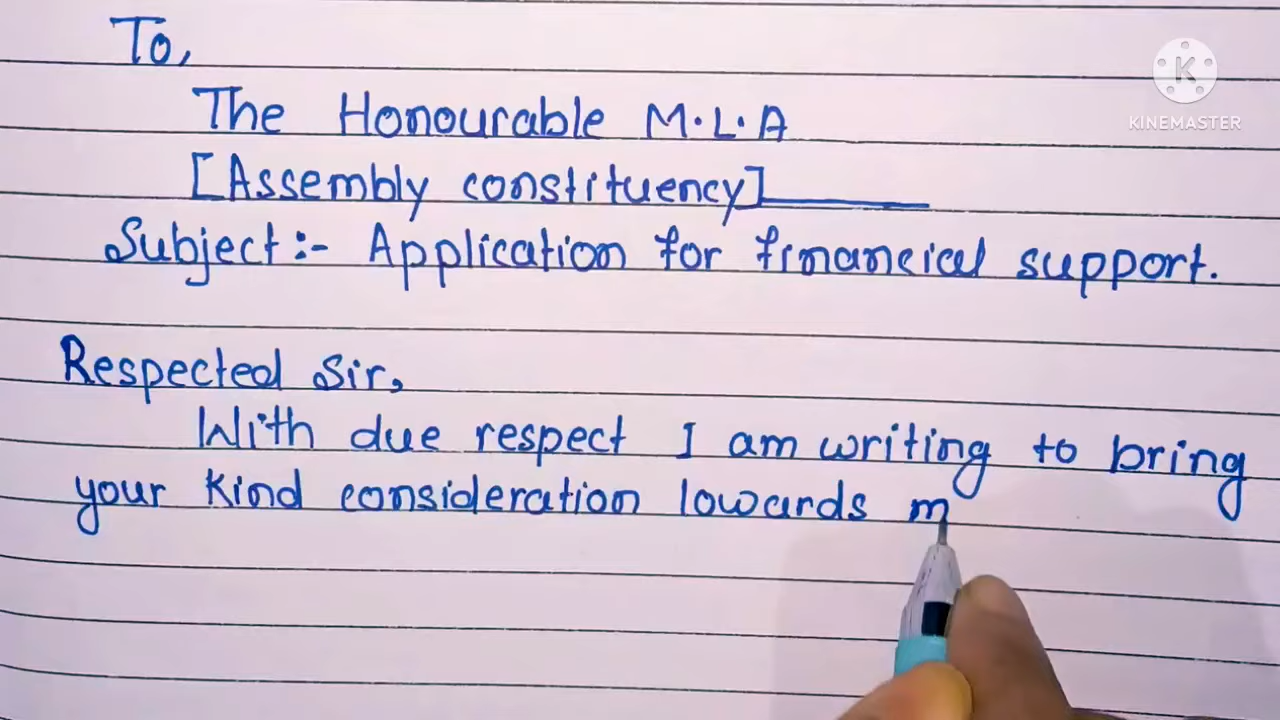 To,
The Honourable M.L.A
[Assembly constituency]
Subject:- Application for financial support.
Respected Sir,
With due respect I am writing to bring
your kind consideration lowards m
K
KINEMASTER